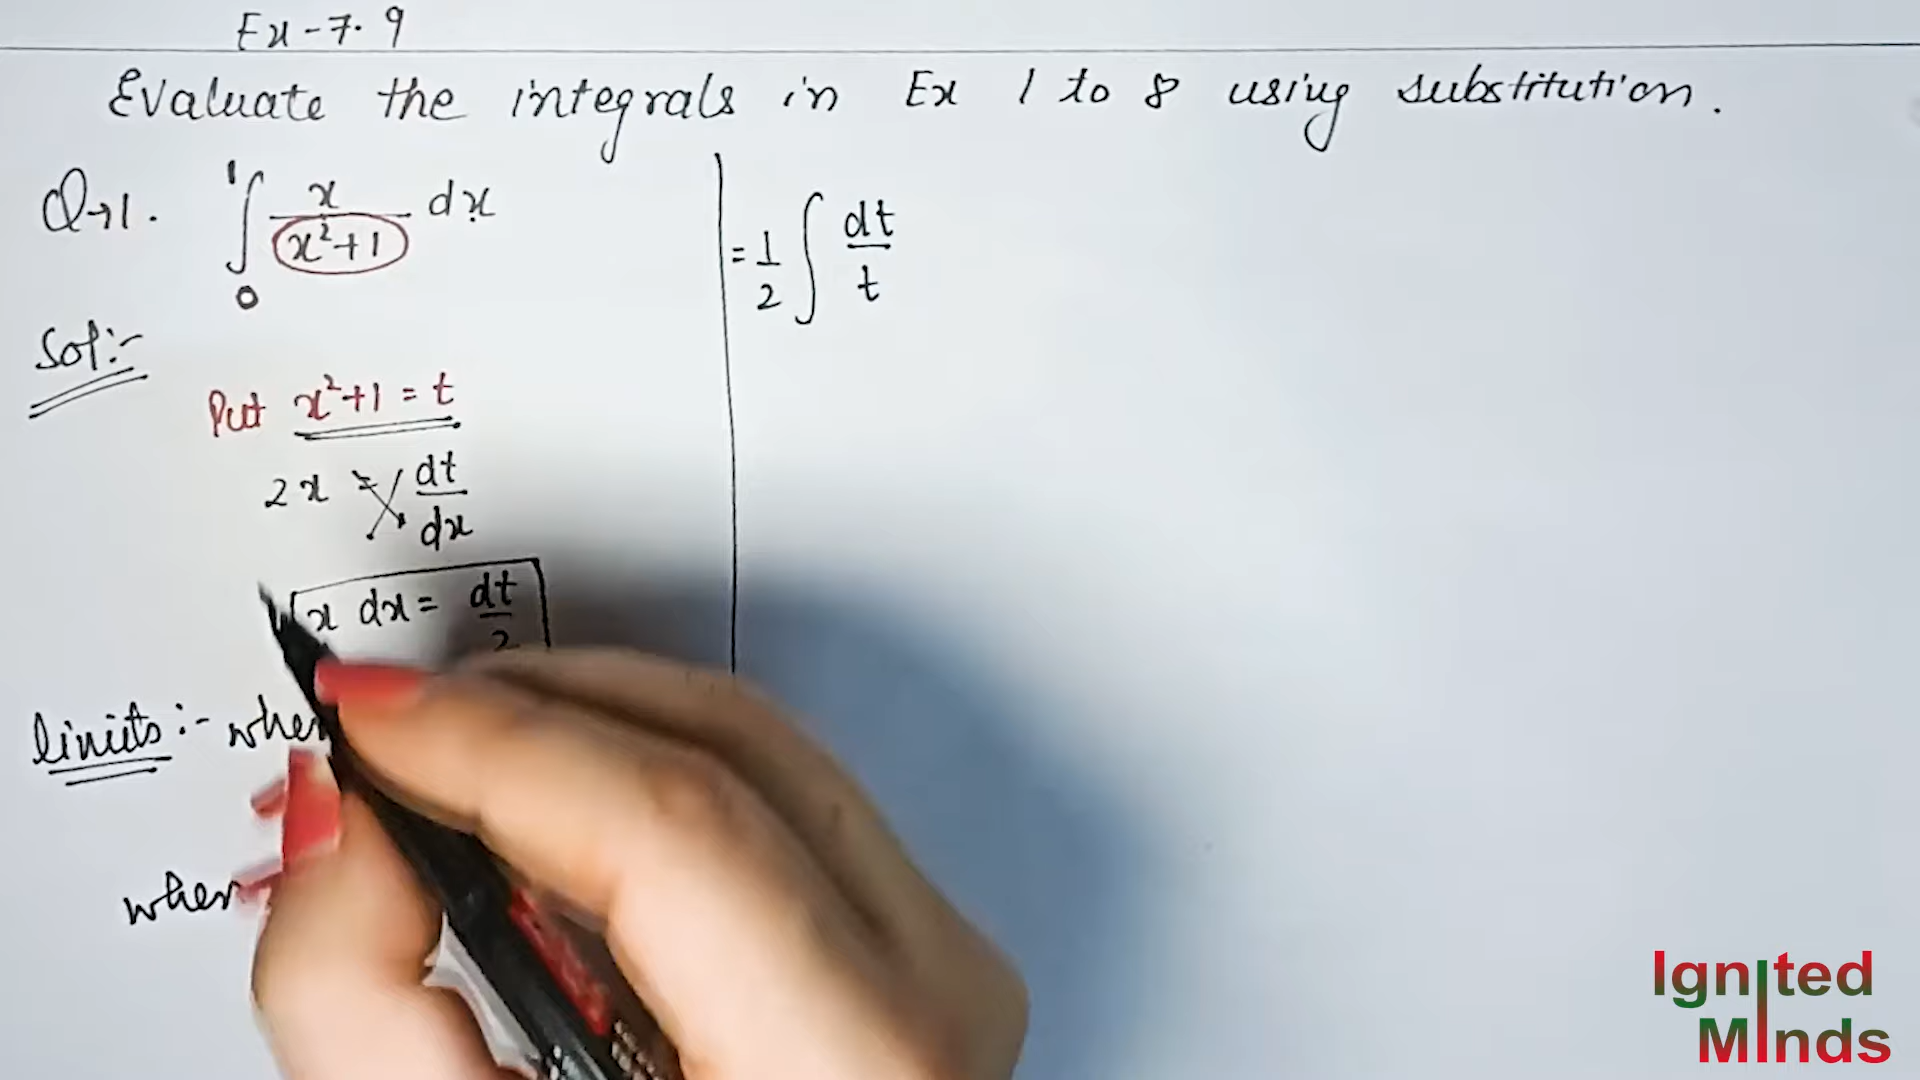 Ex-7.9
Evaluate the integrals in Ex 1 to 8 using substitution.
Q→1. ∫₀¹ x/(x²+1) dx
Sol:-
Put x²+1 = t
2x = dt/dx
x dx = dt/2
limits:- when
when
= 1/2 ∫ dt/t
Ignited
Minds